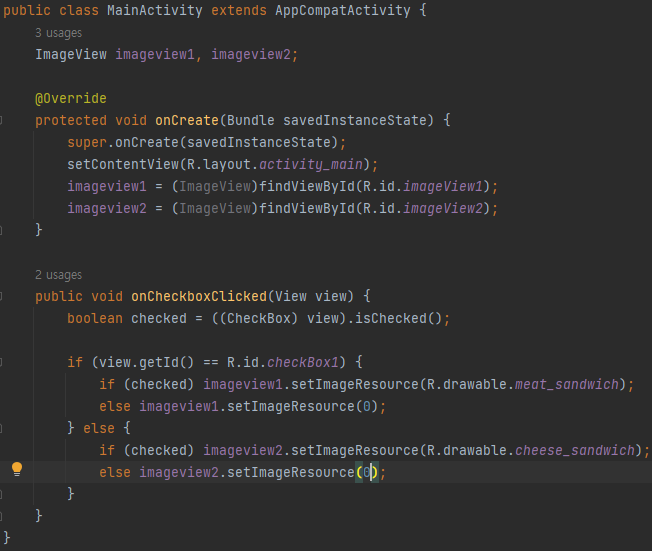 public class MainActivity extends AppCompatActivity {
3 usages
ImageView imageview1, imageview2;
@Override
protected void onCreate(Bundle savedInstanceState) {
super.onCreate(savedInstanceState);
setContentView(R.layout.activity_main);
imageview1 = (ImageView)findViewById(R.id.imageView1);
imageview2 = (ImageView)findViewById(R.id.imageView2);
}
2 usages
public void onCheckboxClicked(View view) {
boolean checked = ((CheckBox) view).isChecked();
if (view.getId() == R.id.checkBox1) {
if (checked) imageview1.setImageResource(R.drawable.meat_sandwich);
else imageview1.setImageResource(0);
} else {
if (checked) imageview2.setImageResource(R.drawable.cheese_sandwich);
else imageview2.setImageResource(0);
}
}
}